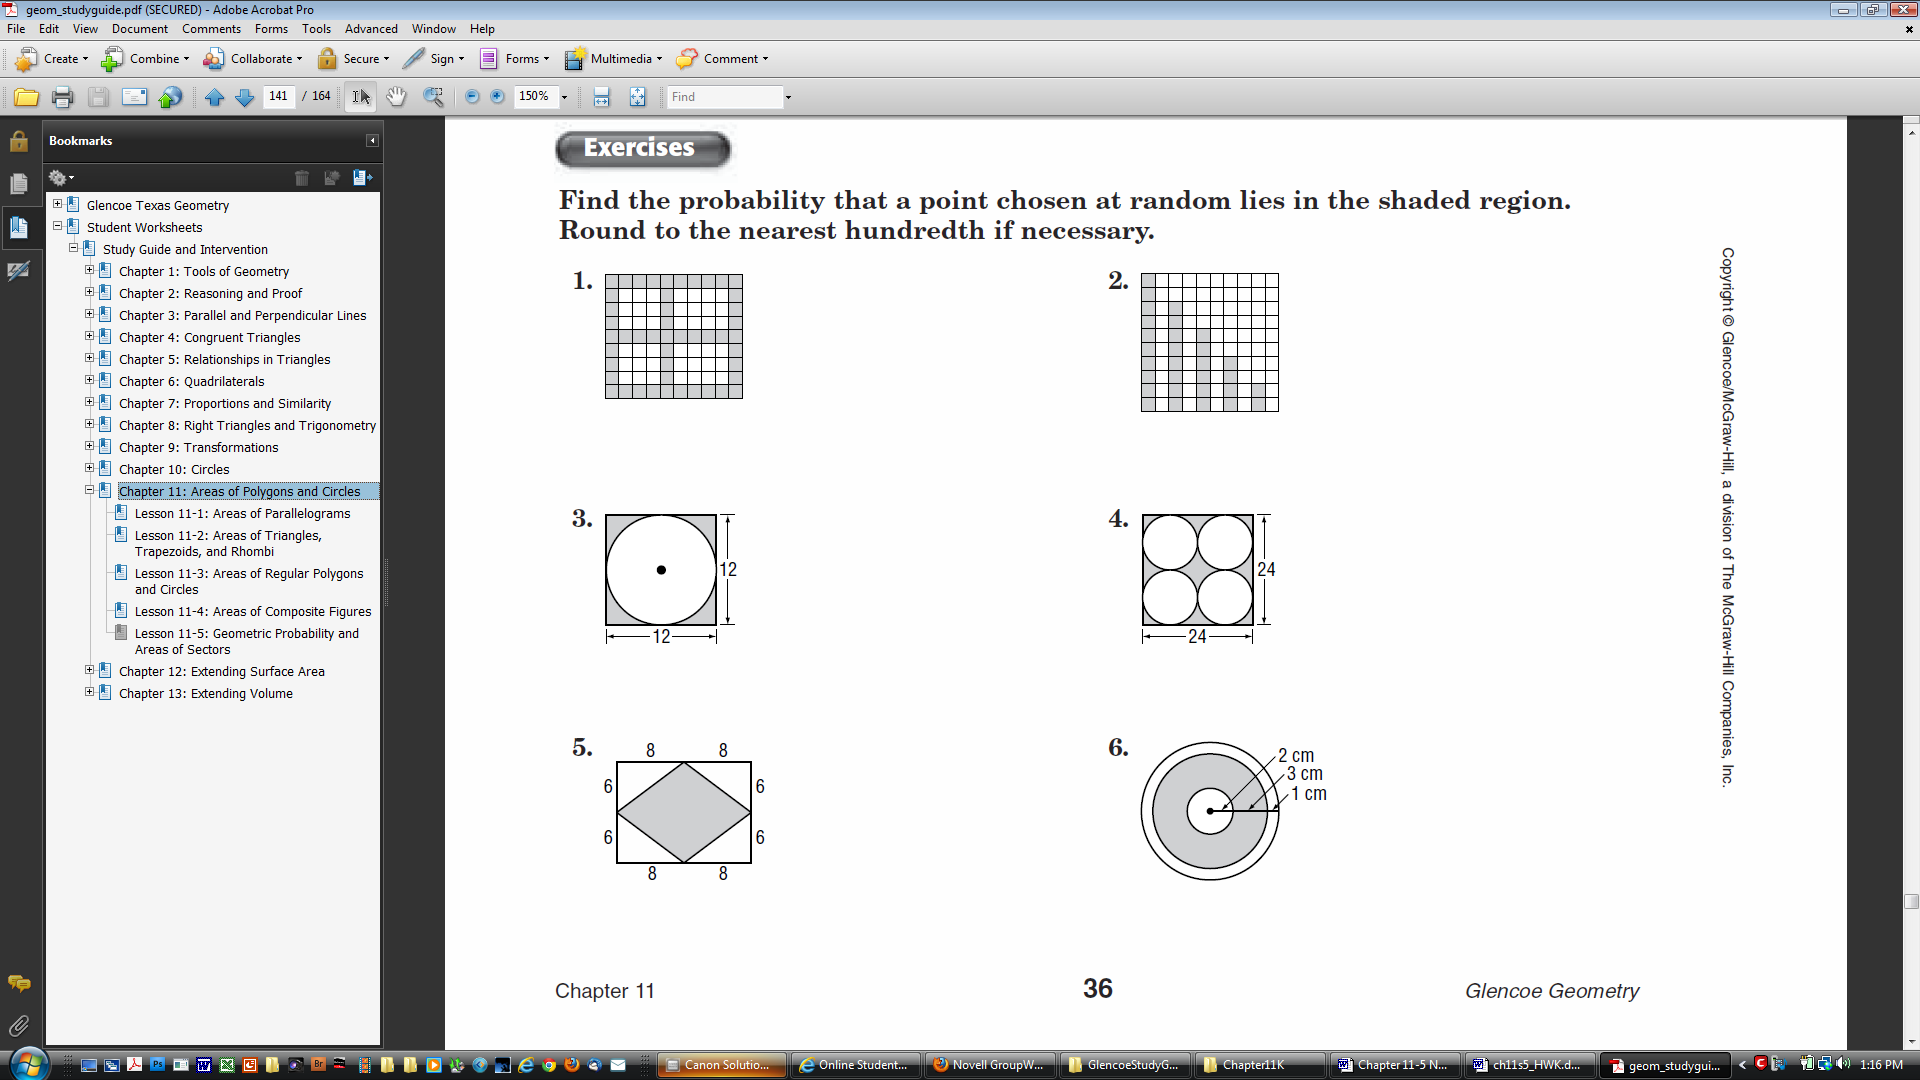 geom_studyguide.pdf (SECURED) - Adobe Acrobat Pro
File Edit View Document Comments Forms Tools Advanced Window Help
Create Combine Collaborate Secure Sign Forms Multimedia Comment
141 / 164 150% Find
Bookmarks
Glencoe Texas Geometry
Student Worksheets
Study Guide and Intervention
Chapter 1: Tools of Geometry
Chapter 2: Reasoning and Proof
Chapter 3: Parallel and Perpendicular Lines
Chapter 4: Congruent Triangles
Chapter 5: Relationships in Triangles
Chapter 6: Quadrilaterals
Chapter 7: Proportions and Similarity
Chapter 8: Right Triangles and Trigonometry
Chapter 9: Transformations
Chapter 10: Circles
Chapter 11: Areas of Polygons and Circles
Lesson 11-1: Areas of Parallelograms
Lesson 11-2: Areas of Triangles,
Trapezoids, and Rhombi
Lesson 11-3: Areas of Regular Polygons
and Circles
Lesson 11-4: Areas of Composite Figures
Lesson 11-5: Geometric Probability and
Areas of Sectors
Chapter 12: Extending Surface Area
Chapter 13: Extending Volume
Exercises
Find the probability that a point chosen at random lies in the shaded region.
Round to the nearest hundredth if necessary.
1.
2.
3.
12
12
4.
24
24
5.
8 8
6 6
6 6
8 8
6.
2 cm
3 cm
1 cm
Copyright © Glencoe/McGraw-Hill, a division of The McGraw-Hill Companies, Inc.
Chapter 11 36 Glencoe Geometry
Canon Solutio... Online Student... Novell GroupW... GlencoeStudyG... Chapter11K Chapter 11-5 N... ch11s5_HWK.d... geom_studygui... 1:16 PM